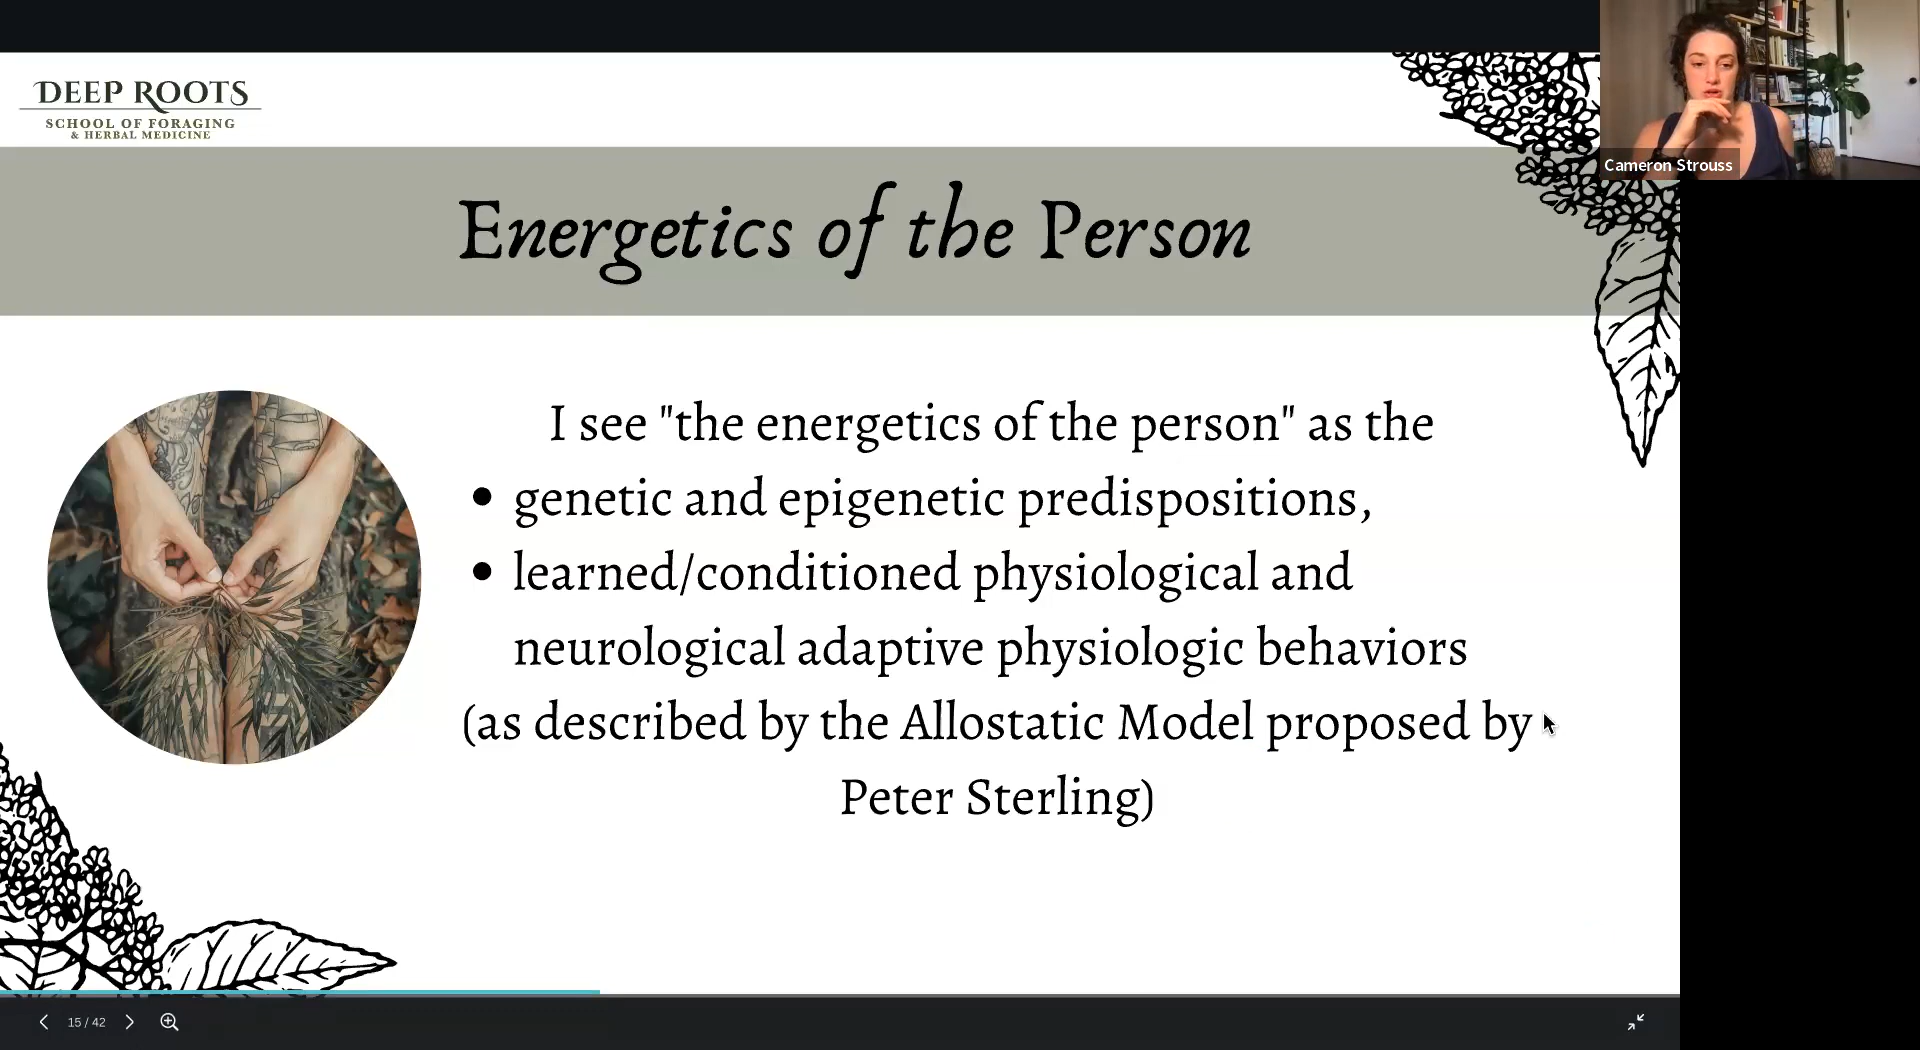 DEEP ROOTS
SCHOOL OF FORAGING
& HERBAL MEDICINE
Cameron Strouss
Energetics of the Person
I see "the energetics of the person" as the
• genetic and epigenetic predispositions,
• learned/conditioned physiological and
neurological adaptive physiologic behaviors
(as described by the Allostatic Model proposed by
Peter Sterling)
15 / 42